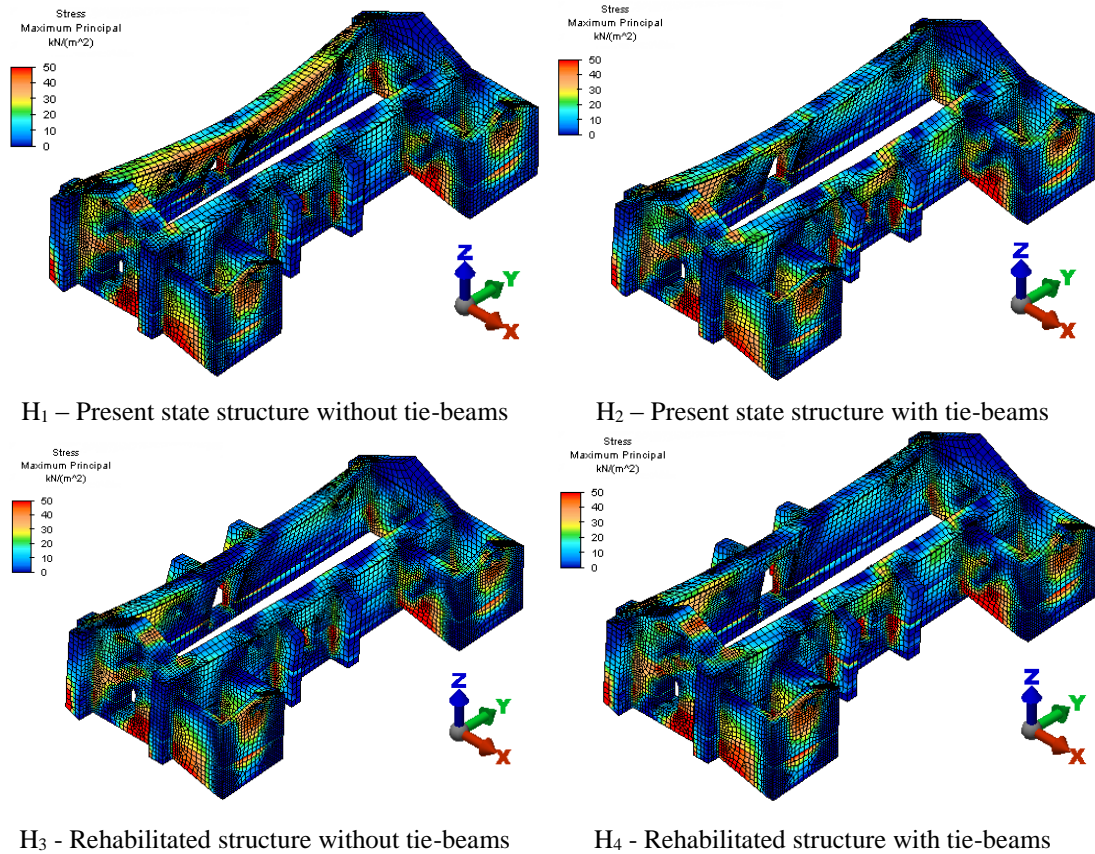 Stress
Maximum Principal
kN/(m^2)
50
40
30
20
10
0
Z
Y
X
H₁ – Present state structure without tie-beams
Stress
Maximum Principal
kN/(m^2)
50
40
30
20
10
0
Z
Y
X
H₂ – Present state structure with tie-beams
Stress
Maximum Principal
kN/(m^2)
50
40
30
20
10
0
Z
Y
X
H₃ - Rehabilitated structure without tie-beams
Stress
Maximum Principal
kN/(m^2)
50
40
30
20
10
0
Z
Y
X
H₄ - Rehabilitated structure with tie-beams